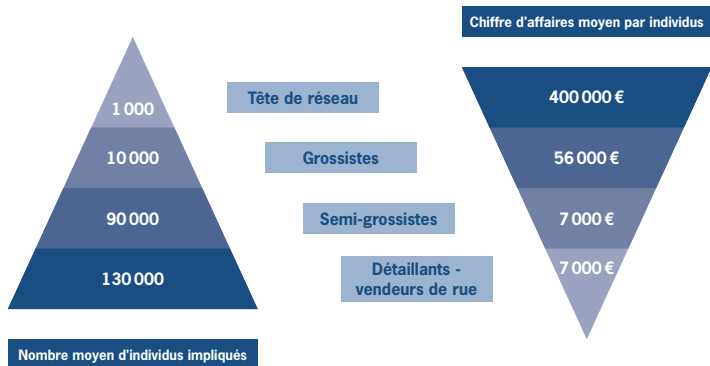 Chiffre d'affaires moyen par individus
1 000
Tête de réseau
400 000 €
10 000
Grossistes
56 000 €
90 000
Semi-grossistes
7 000 €
130 000
Détaillants -
vendeurs de rue
7 000 €
Nombre moyen d'individus impliqués